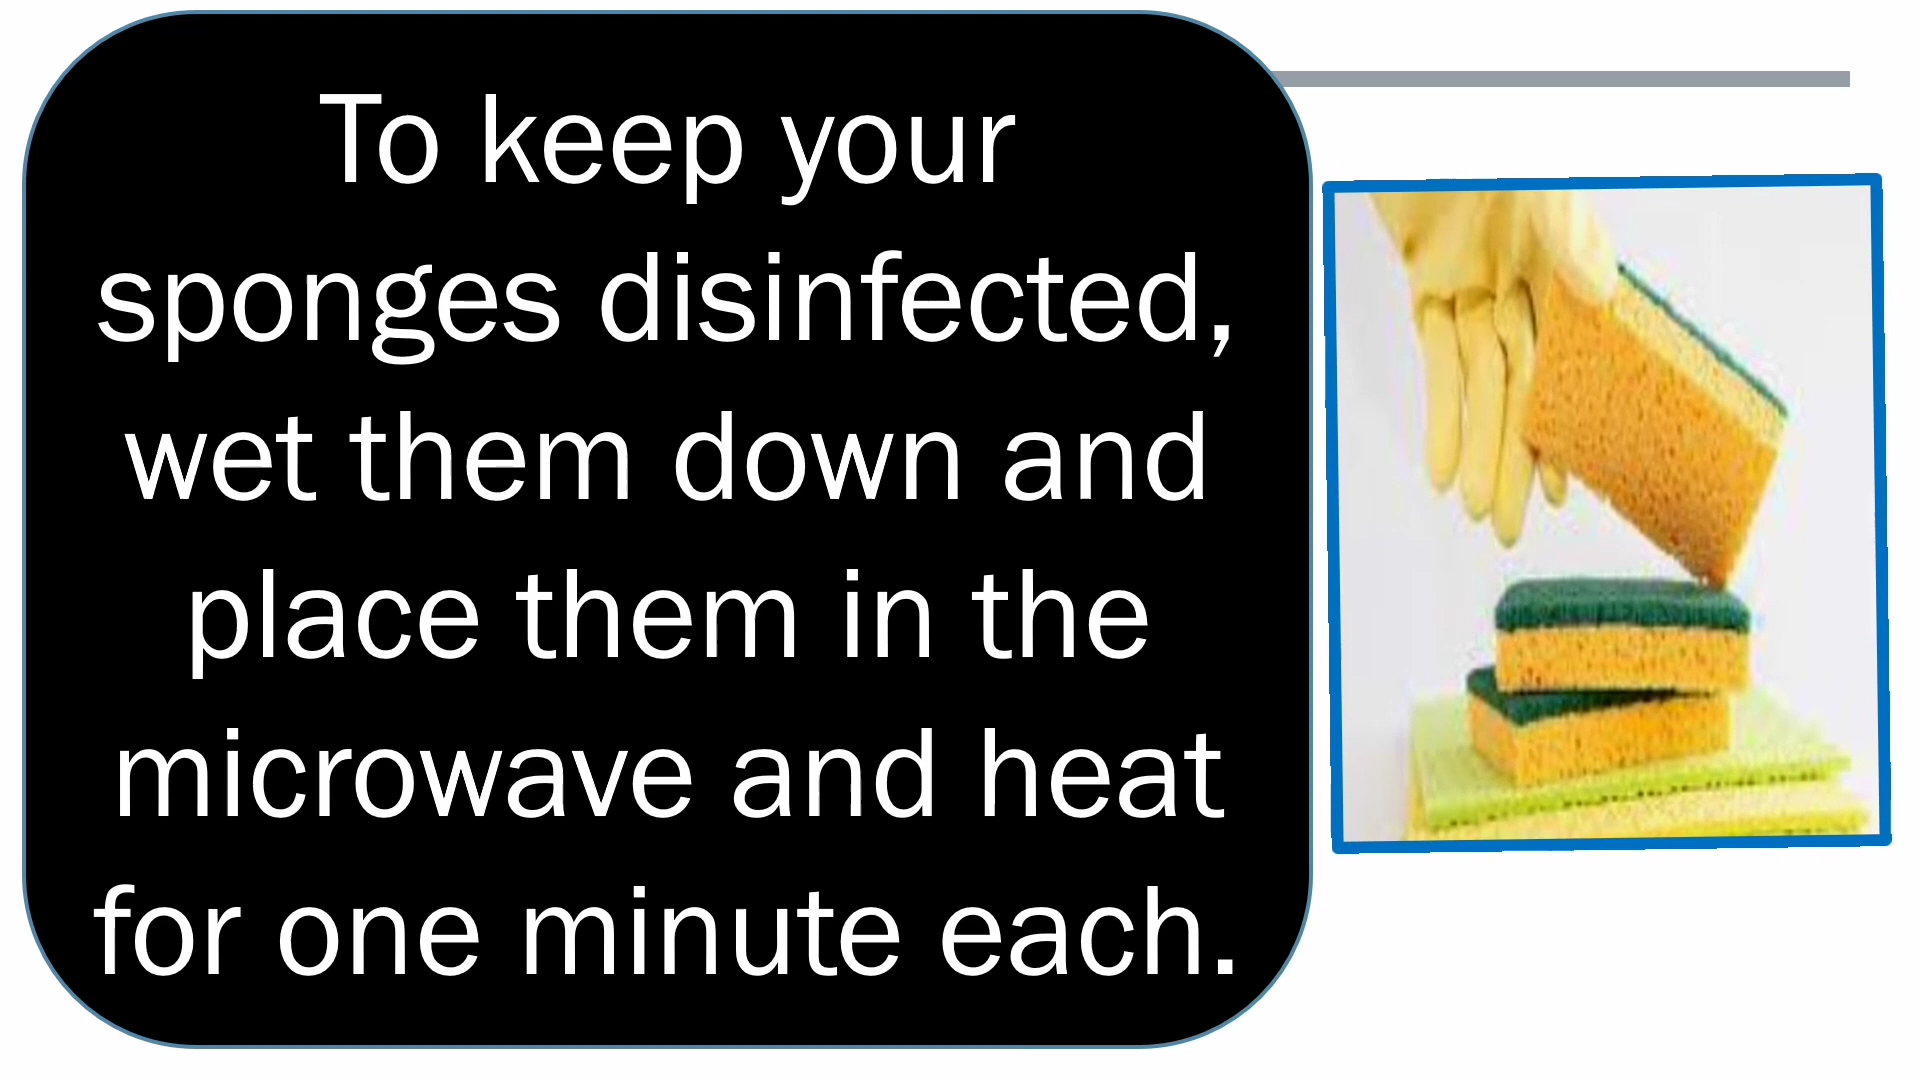 To keep your
sponges disinfected,
wet them down and
place them in the
microwave and heat
for one minute each.